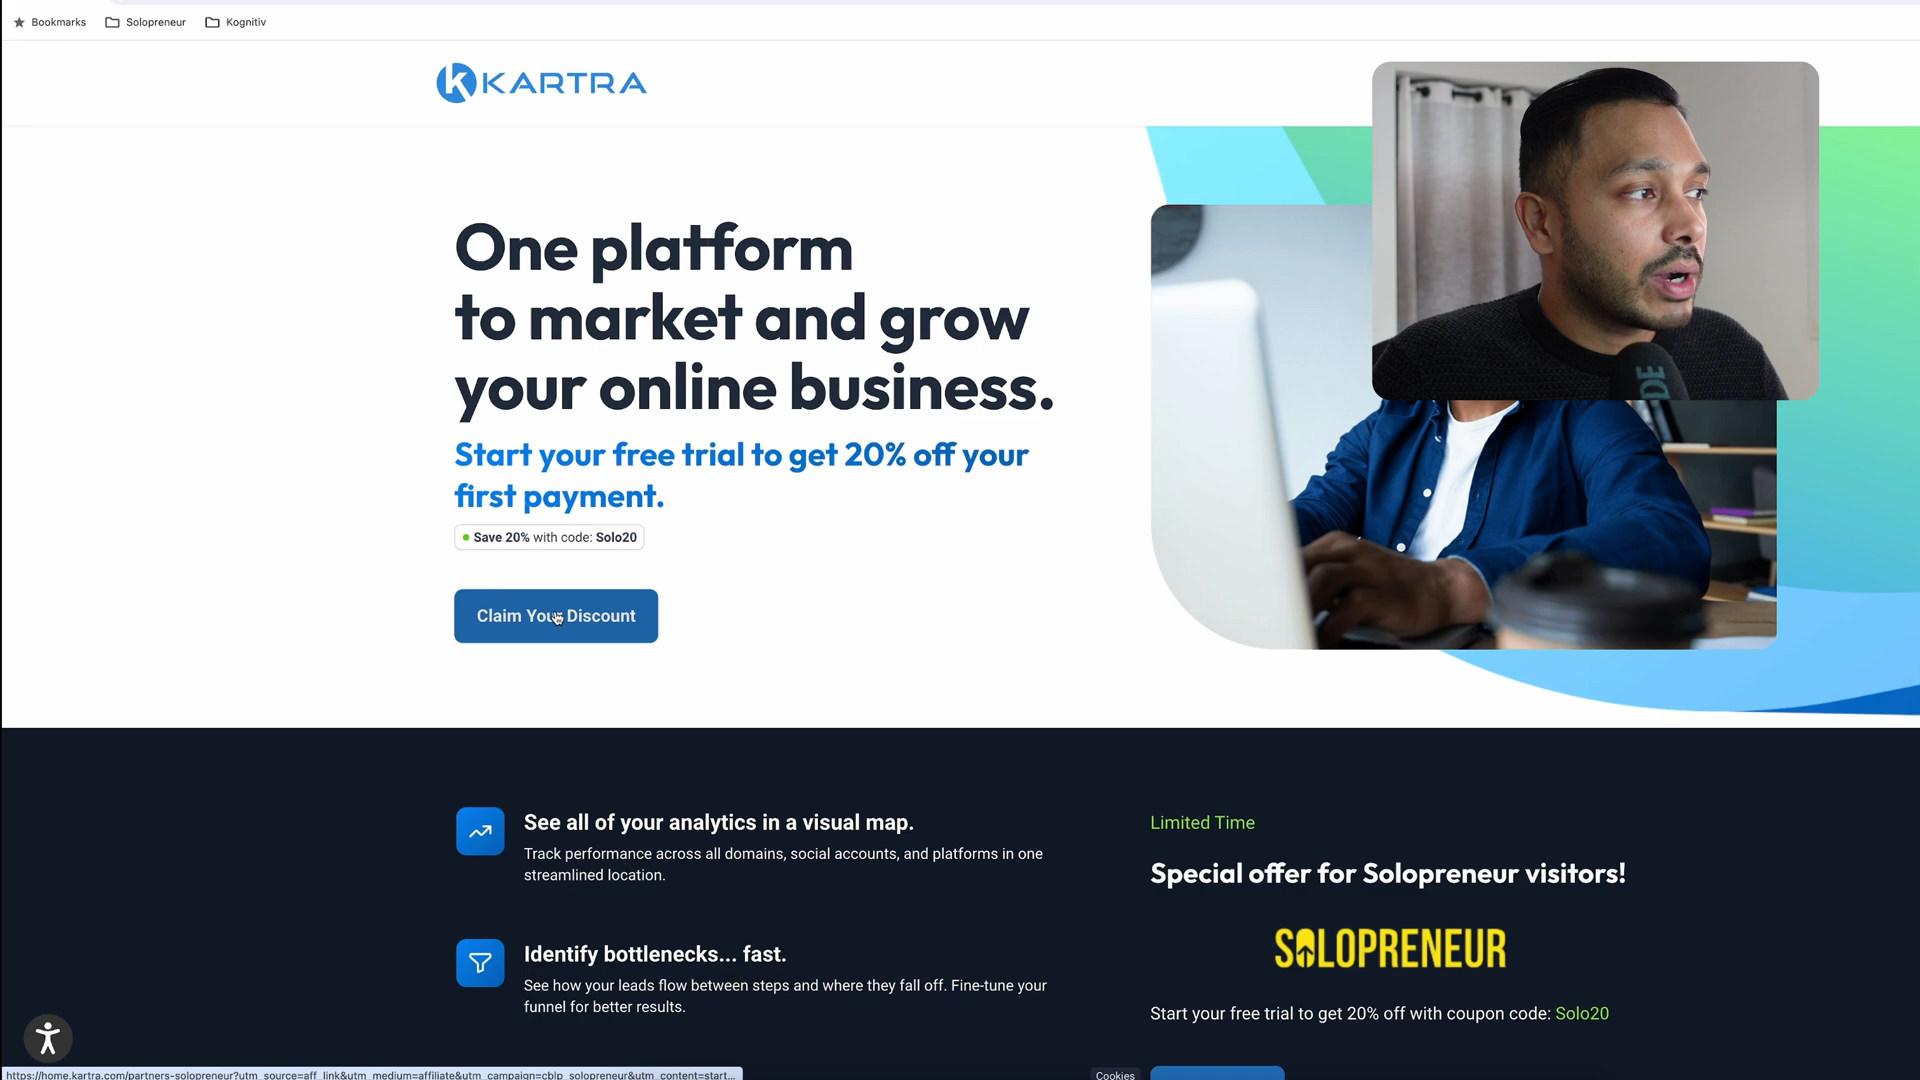 Bookmarks
Solopreneur
Kognitiv
KARTRA
One platform
to market and grow
your online business.
Start your free trial to get 20% off your
first payment.
Save 20% with code: Solo20
Claim Your Discount
See all of your analytics in a visual map.
Track performance across all domains, social accounts, and platforms in one
streamlined location.
Identify bottlenecks... fast.
See how your leads flow between steps and where they fall off. Fine-tune your
funnel for better results.
Limited Time
Special offer for Solopreneur visitors!
SOLOPRENEUR
Start your free trial to get 20% off with coupon code: Solo20
https://home.kartra.com/partners-solopreneur?utm_source=aff_link&utm_medium=affiliate&utm_campaign=cblp_solopreneur&utm_content=start...
Cookies